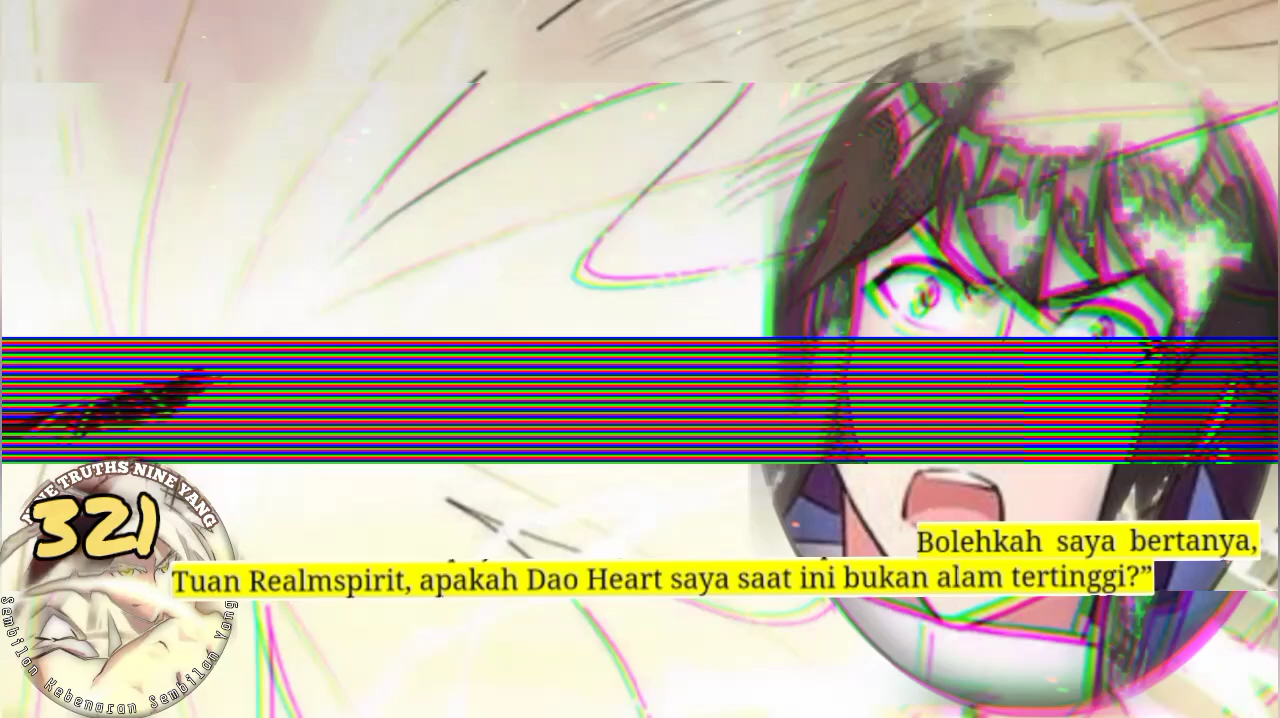 NE TRUTHS NINE YANG
321
Bolehkah saya bertanya,
Tuan Realmspirit, apakah Dao Heart saya saat ini bukan alam tertinggi?”
Sembilan Kebenaran Sembilan Yang